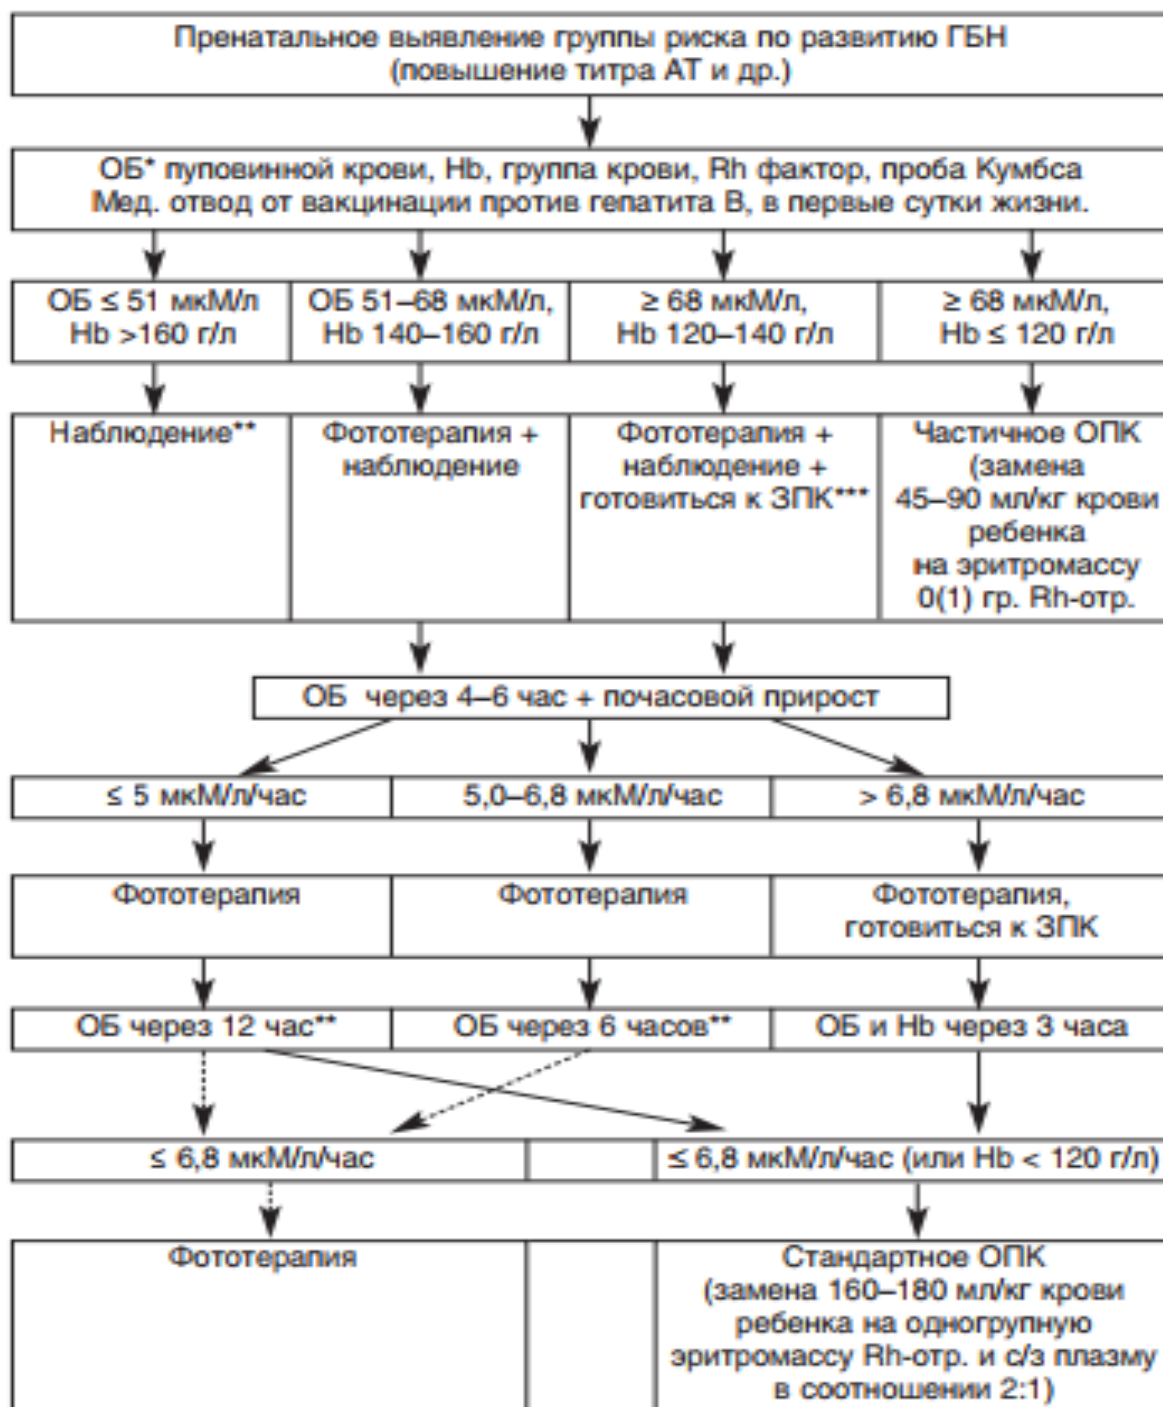 Пренатальное выявление группы риска по развитию ГБН
(повышение титра АТ и др.)
ОБ* пуповинной крови, Hb, группа крови, Rh фактор, проба Кумбса
Мед. отвод от вакцинации против гепатита В, в первые сутки жизни.
ОБ ≤ 51 мкМ/л
Hb >160 г/л
ОБ 51–68 мкМ/л,
Hb 140–160 г/л
≥ 68 мкМ/л,
Hb 120–140 г/л
≥ 68 мкМ/л,
Hb ≤ 120 г/л
Наблюдение**
Фототерапия +
наблюдение
Фототерапия +
наблюдение +
готовиться к ЗПК***
Частичное ОПК
(замена
45–90 мл/кг крови
ребенка
на эритромассу
0(1) гр. Rh-отр.
ОБ через 4–6 час + почасовой прирост
≤ 5 мкМ/л/час
5,0–6,8 мкМ/л/час
> 6,8 мкМ/л/час
Фототерапия
Фототерапия
Фототерапия,
готовиться к ЗПК
ОБ через 12 час**
ОБ через 6 часов**
ОБ и Hb через 3 часа
≤ 6,8 мкМ/л/час
≤ 6,8 мкМ/л/час (или Hb < 120 г/л)
Фототерапия
Стандартное ОПК
(замена 160–180 мл/кг крови
ребенка на одногрупную
эритромассу Rh-отр. и с/з плазму
в соотношении 2:1)